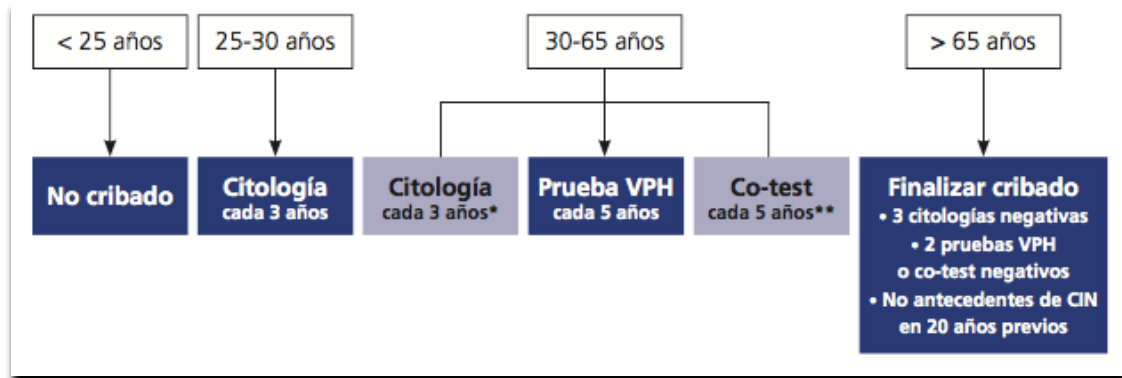 < 25 años
25-30 años
30-65 años
> 65 años
No cribado
Citología
cada 3 años
Citología
cada 3 años*
Prueba VPH
cada 5 años
Co-test
cada 5 años**
Finalizar cribado
• 3 citologías negativas
• 2 pruebas VPH
o co-test negativos
• No antecedentes de CIN
en 20 años previos